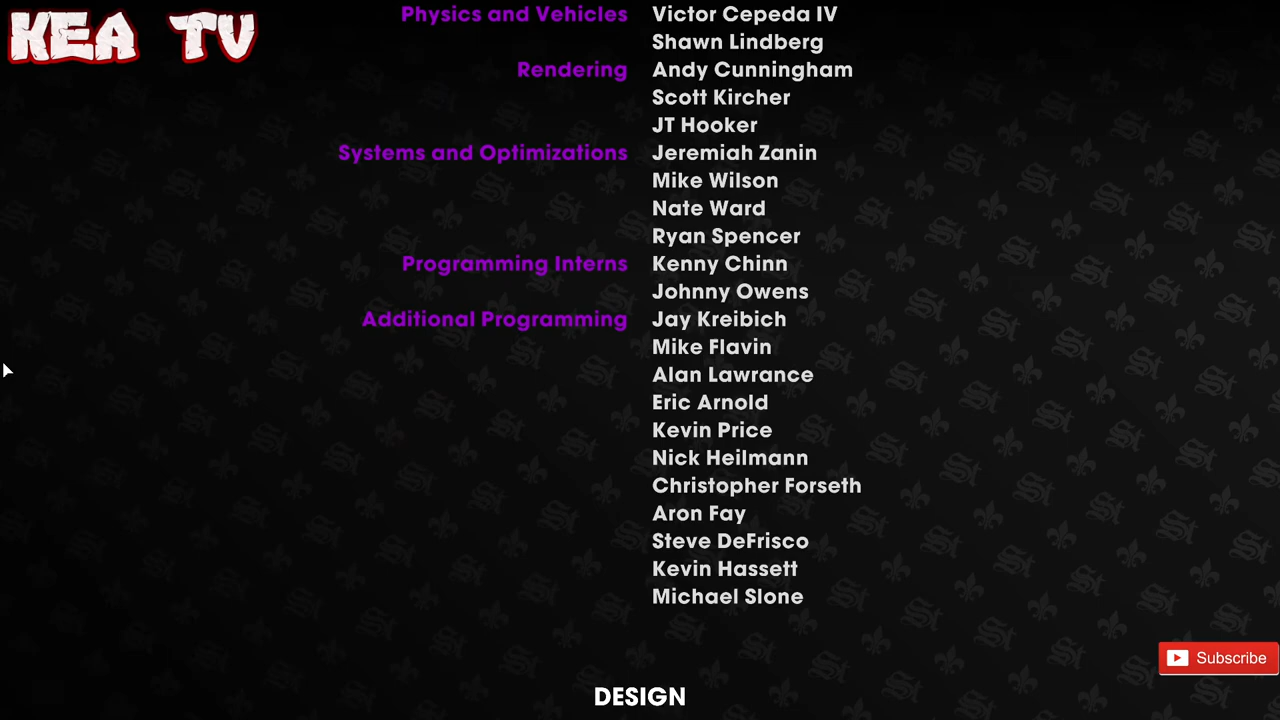 KEA TV
Physics and Vehicles Victor Cepeda IV
Shawn Lindberg
Rendering Andy Cunningham
Scott Kircher
JT Hooker
Systems and Optimizations Jeremiah Zanin
Mike Wilson
Nate Ward
Ryan Spencer
Programming Interns Kenny Chinn
Johnny Owens
Additional Programming Jay Kreibich
Mike Flavin
Alan Lawrance
Eric Arnold
Kevin Price
Nick Heilmann
Christopher Forseth
Aron Fay
Steve DeFrisco
Kevin Hassett
Michael Slone
Subscribe
DESIGN